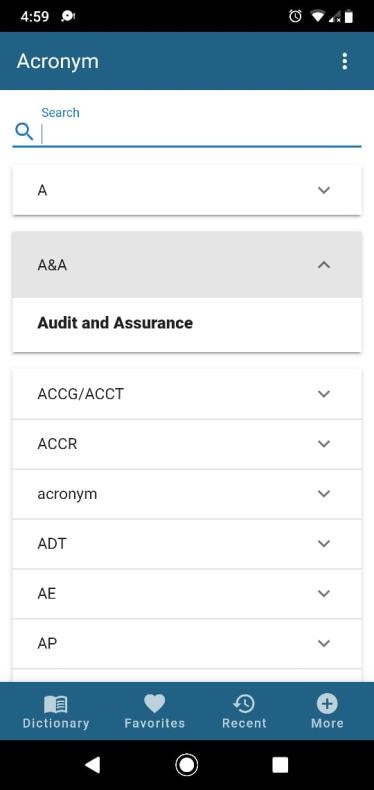 4:59
Acronym
Search
A
A&A
Audit and Assurance
ACCG/ACCT
ACCR
acronym
ADT
AE
AP
Dictionary Favorites Recent More